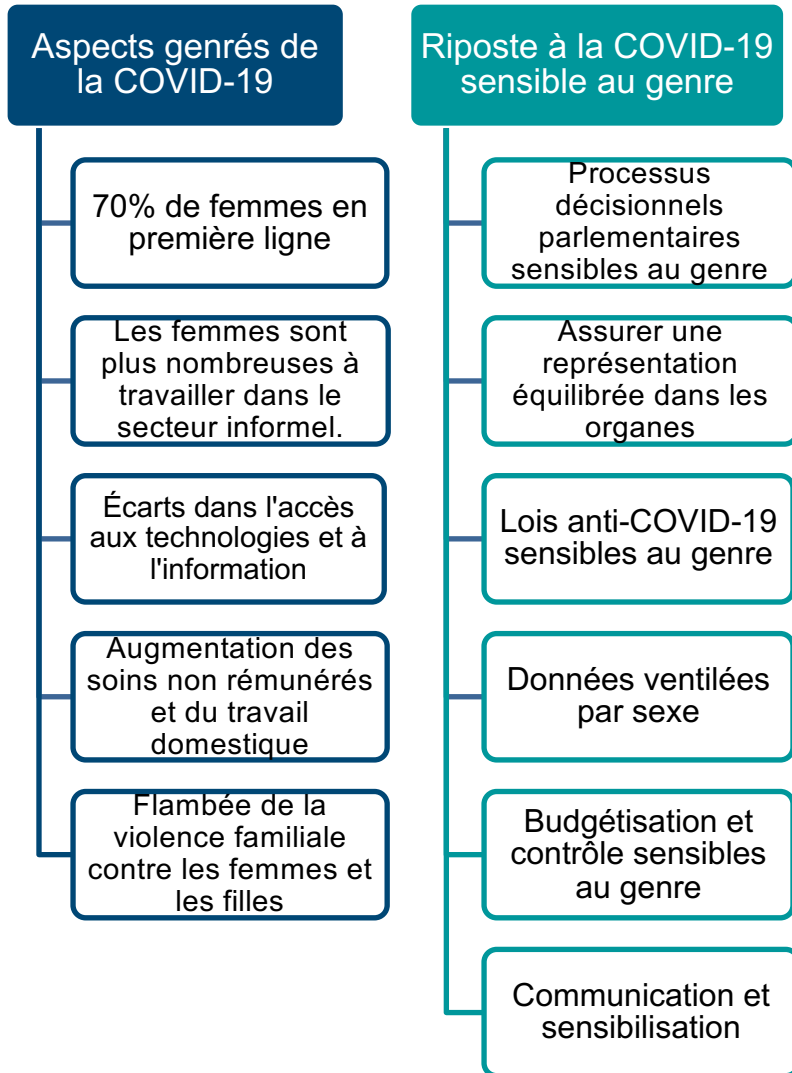 Aspects genrés de
la COVID-19
70% de femmes en
première ligne
Les femmes sont
plus nombreuses à
travailler dans le
secteur informel.
Écarts dans l'accès
aux technologies et à
l'information
Augmentation des
soins non rémunérés
et du travail
domestique
Flambée de la
violence familiale
contre les femmes et
les filles
Riposte à la COVID-19
sensible au genre
Processus
décisionnels
parlementaires
sensibles au genre
Assurer une
représentation
équilibrée dans les
organes
Lois anti-COVID-19
sensibles au genre
Données ventilées
par sexe
Budgétisation et
contrôle sensibles
au genre
Communication et
sensibilisation